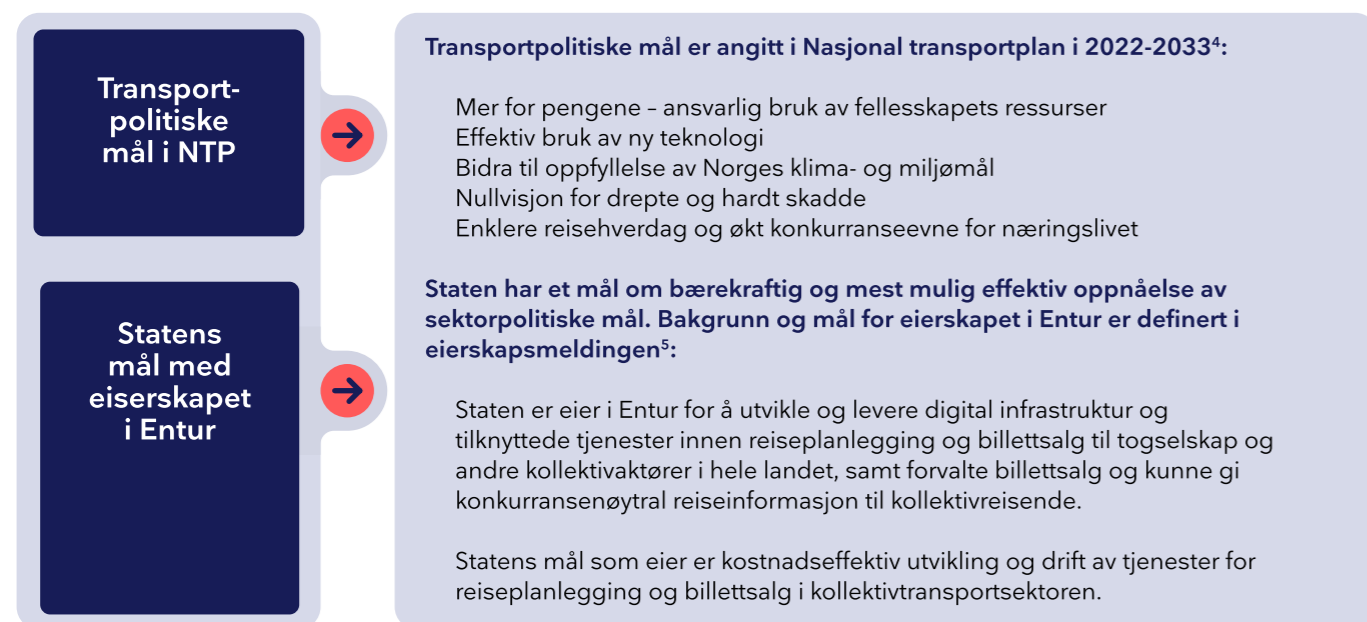 Transport-
politiske
mål i NTP
Transportpolitiske mål er angitt i Nasjonal transportplan i 2022-2033⁴:
Mer for pengene – ansvarlig bruk av fellesskapets ressurser
Effektiv bruk av ny teknologi
Bidra til oppfyllelse av Norges klima- og miljømål
Nullvisjon for drepte og hardt skadde
Enklere reisehverdag og økt konkurranseevne for næringslivet
Statens
mål med
eiserskapet
i Entur
Staten har et mål om bærekraftig og mest mulig effektiv oppnåelse av
sektorpolitiske mål. Bakgrunn og mål for eierskapet i Entur er definert i
eierskapsmeldingen⁵:
Staten er eier i Entur for å utvikle og levere digital infrastruktur og
tilknyttede tjenester innen reiseplanlegging og billettsalg til togselskap og
andre kollektivaktører i hele landet, samt forvalte billettsalg og kunne gi
konkurransenøytral reiseinformasjon til kollektivreisende.
Statens mål som eier er kostnadseffektiv utvikling og drift av tjenester for
reiseplanlegging og billettsalg i kollektivtransportsektoren.